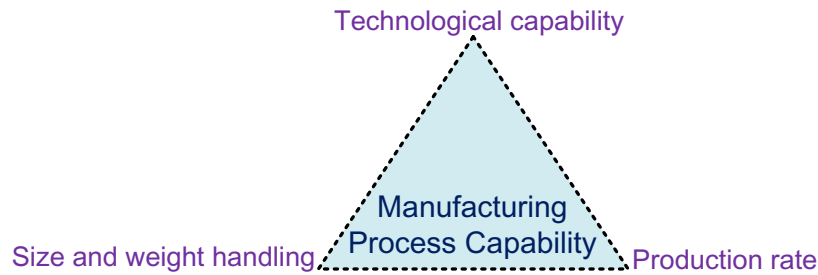 Technological capability
Manufacturing
Process Capability
Size and weight handling
Production rate